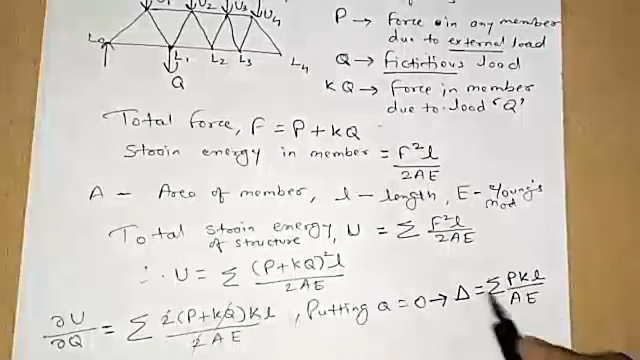 U1 U2 U3 U4
L0 L1 L2 L3 L4
Q
P → Force in any member
due to external load
Q → Fictitious load
KQ → Force in member
due to load 'Q'
Total force, F = P + KQ
Strain energy in member = F²l / 2AE
A - Area of member, l - length, E - Young's Mod
Total strain energy of structure, U = Σ F²l / 2AE
∴ U = Σ (P+KQ)²l / 2AE
∂U/∂Q = Σ 2(P+KQ)Kl / 2AE, Putting Q = 0 → Δ = Σ PKl / AE